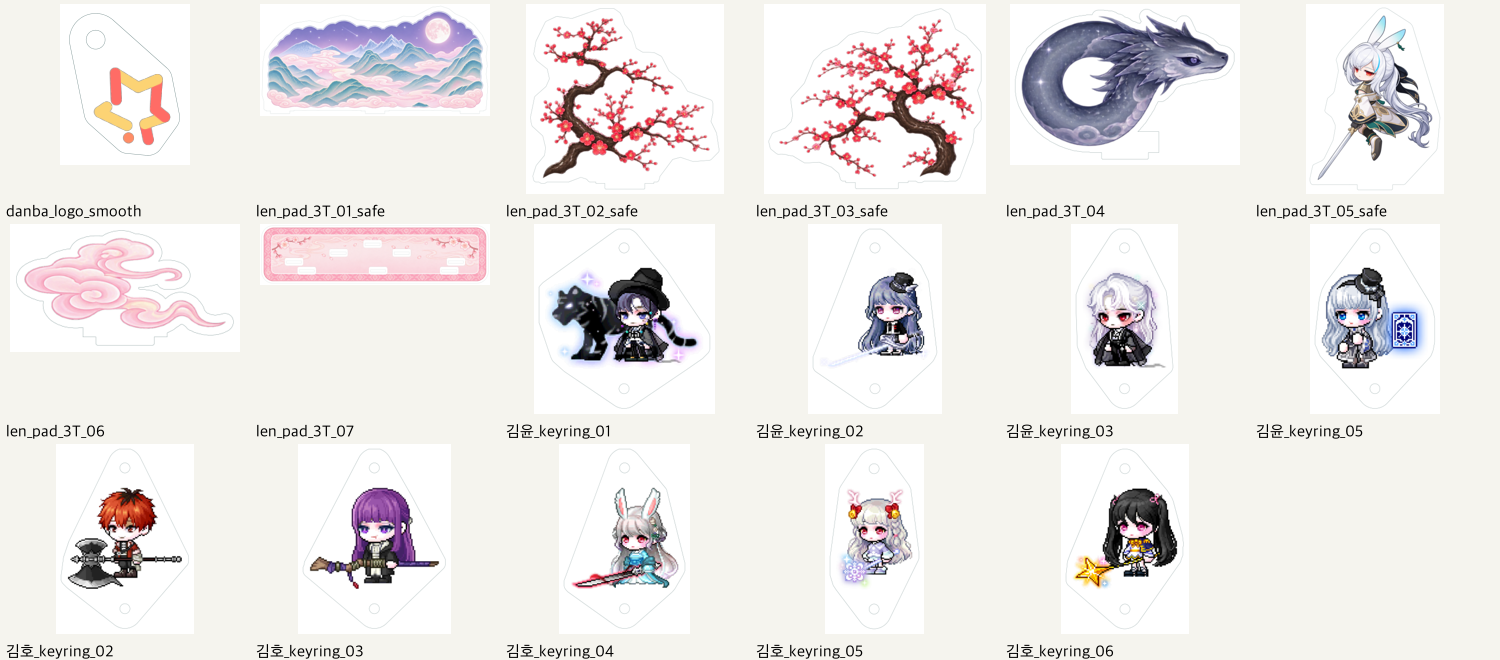 danba_logo_smooth
len_pad_3T_01_safe
len_pad_3T_02_safe
len_pad_3T_03_safe
len_pad_3T_04
len_pad_3T_05_safe
len_pad_3T_06
len_pad_3T_07
김윤_keyring_01
김윤_keyring_02
김윤_keyring_03
김윤_keyring_05
김호_keyring_02
김호_keyring_03
김호_keyring_04
김호_keyring_05
김호_keyring_06